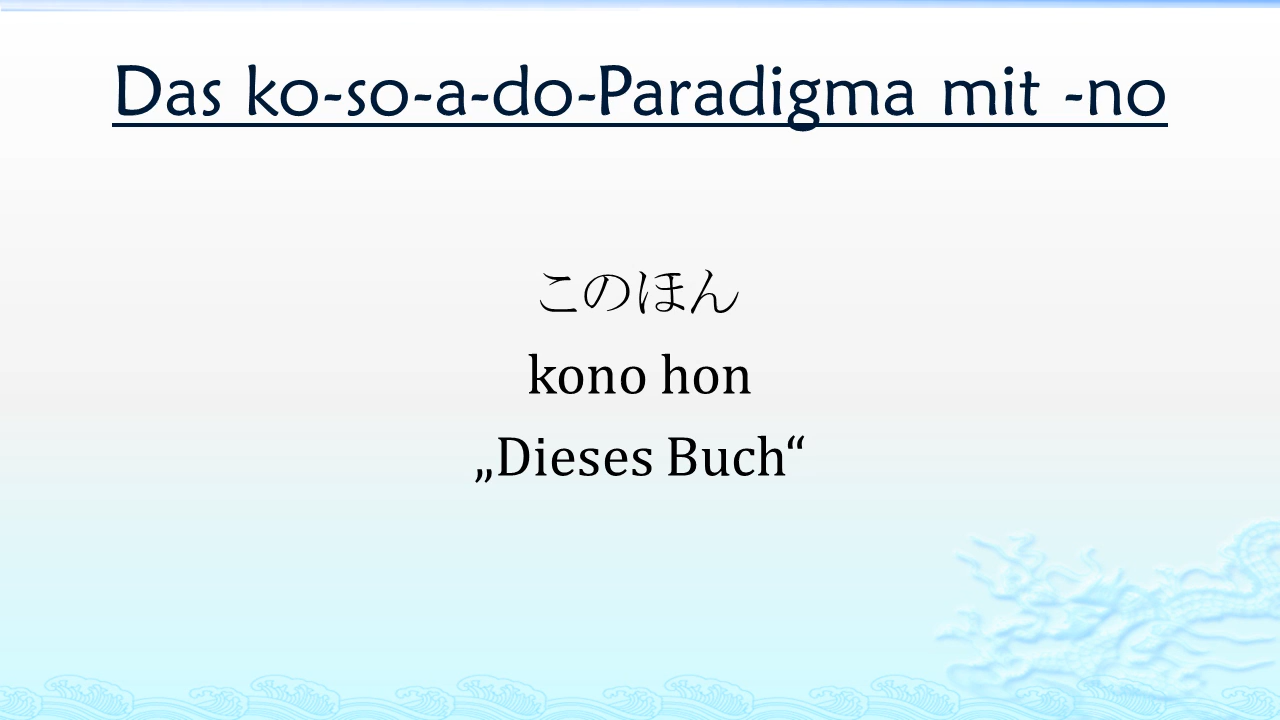 Das ko-so-a-do-Paradigma mit -no
このほん
kono hon
„Dieses Buch“